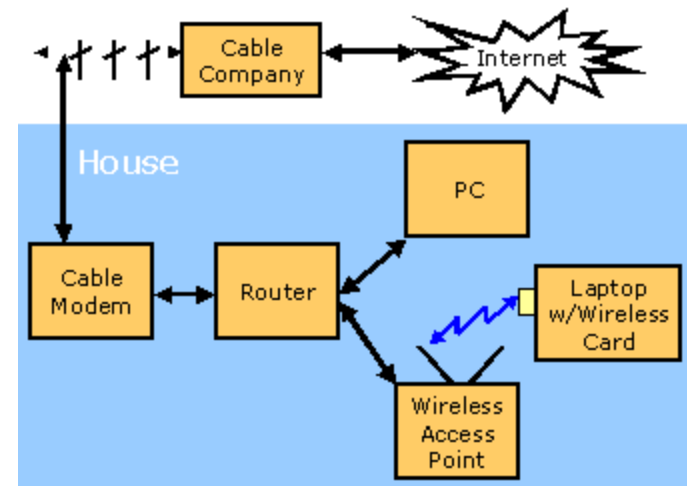 Cable
Company
Internet
House
PC
Cable
Modem
Router
Laptop
w/Wireless
Card
Wireless
Access
Point